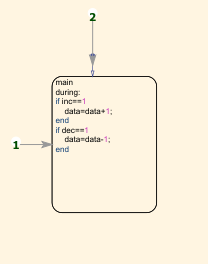 2
main
during:
if inc==1
data=data+1;
end
if dec==1
data=data-1;
end
1